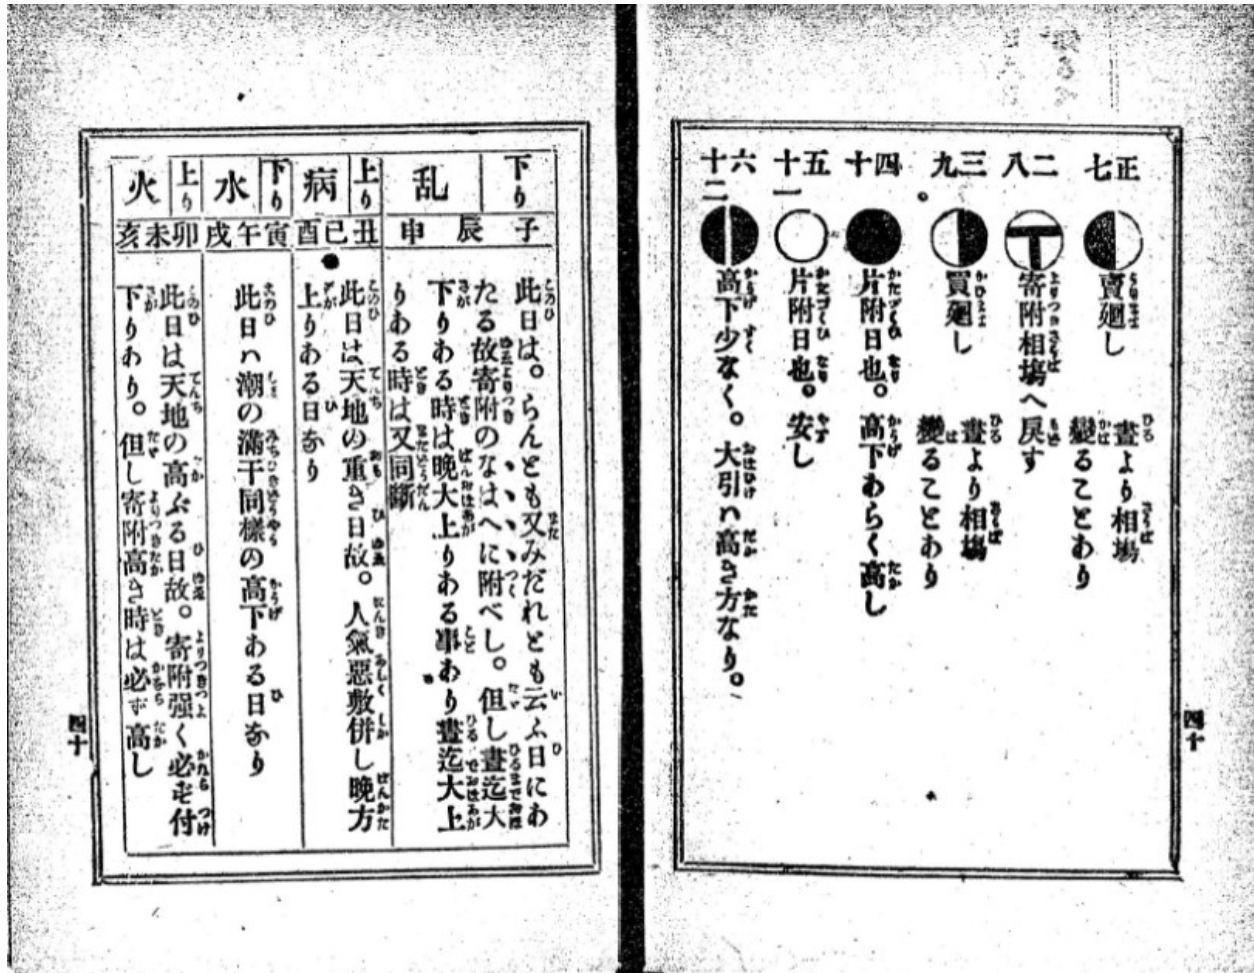 正七
賣廻し
晝より相塲
變ることあり
二八
寄附相塲へ戻す
三九
買廻し
晝より相塲
變ることあり
四十
片附日也。高下あらく高し
五十一
片附日也。安し
六十二
高下少なく。大引ハ高き方なり。
四十
下り
乱
子辰申
此日は。らんとも又みだれとも云ふ日にあ
たる故寄附のなはへに附べし。但し晝迄大
下りある時は晩大上りある事あり晝迄大上
りある時は又同斷
上り
病
丑巳酉
此日は天地の重き日故。人氣惡敷併し晩方
上りある日なり
下り
水
寅午戌
此日ハ潮の滿干同樣の高下ある日なり
上り
火
卯未亥
此日は天地の高ぶる日故。寄附强く必ず付
下りあり。但し寄附高き時は必ず高し
四十